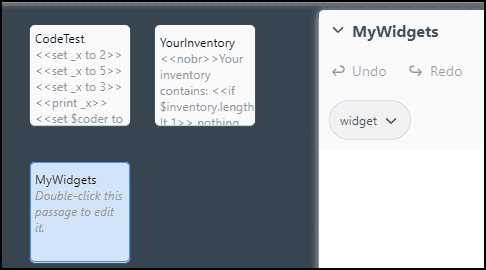 CodeTest
<<set _x to 2>>
<<set _x to 5>>
<<set _x to 3>>
<<print _x>>
<<set $coder to
YourInventory
<<nobr>>Your
inventory
contains: <<if
$inventory.length
lt 1>> nothing
MyWidgets
Double-click this
passage to edit
it.
MyWidgets
Undo
Redo
widget